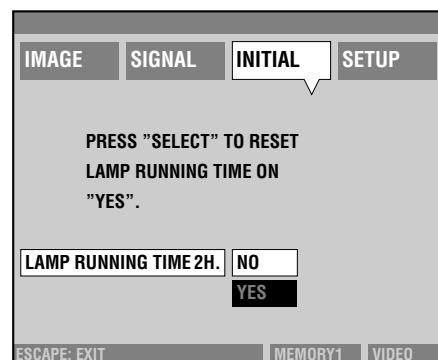 IMAGE SIGNAL INITIAL SETUP
PRESS ”SELECT” TO RESET
LAMP RUNNING TIME ON
”YES”.
LAMP RUNNING TIME 2H. NO
YES
ESCAPE: EXIT MEMORY1 VIDEO